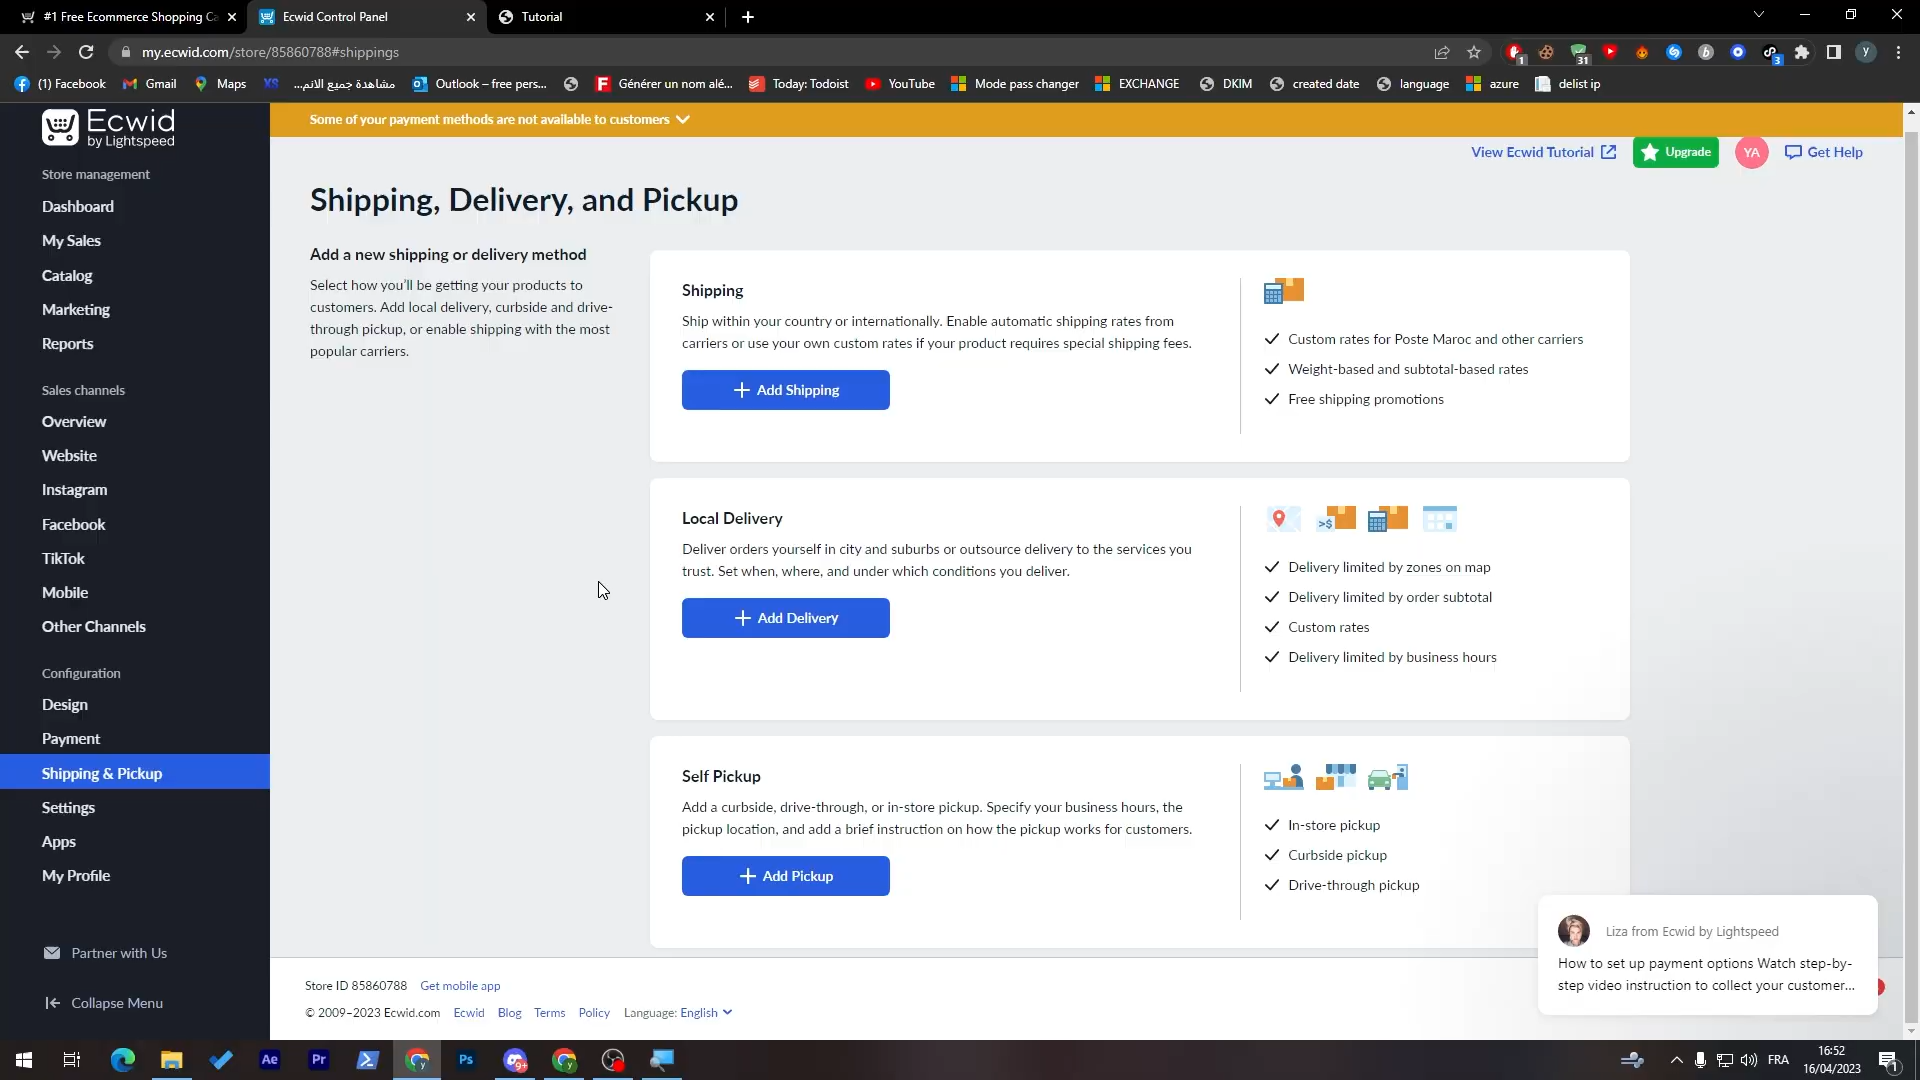 #1 Free Ecommerce Shopping Ca
Ecwid Control Panel
Tutorial
my.ecwid.com/store/85860788#shippings
1
31
3
y
(1) Facebook
Gmail
Maps
XS
مشاهدة جميع الانم...
Outlook – free pers...
Générer un nom alé...
Today: Todoist
YouTube
Mode pass changer
EXCHANGE
DKIM
created date
language
azure
delist ip
Ecwid
by Lightspeed
Some of your payment methods are not available to customers
View Ecwid Tutorial
Upgrade
YA
Get Help
Store management
Dashboard
My Sales
Catalog
Marketing
Reports
Sales channels
Overview
Website
Instagram
Facebook
TikTok
Mobile
Other Channels
Configuration
Design
Payment
Shipping & Pickup
Settings
Apps
My Profile
Partner with Us
Collapse Menu
Shipping, Delivery, and Pickup
Add a new shipping or delivery method
Select how you'll be getting your products to
customers. Add local delivery, curbside and drive-
through pickup, or enable shipping with the most
popular carriers.
Shipping
Ship within your country or internationally. Enable automatic shipping rates from
carriers or use your own custom rates if your product requires special shipping fees.
Add Shipping
Custom rates for Poste Maroc and other carriers
Weight-based and subtotal-based rates
Free shipping promotions
Local Delivery
Deliver orders yourself in city and suburbs or outsource delivery to the services you
trust. Set when, where, and under which conditions you deliver.
Add Delivery
>$
Delivery limited by zones on map
Delivery limited by order subtotal
Custom rates
Delivery limited by business hours
Self Pickup
Add a curbside, drive-through, or in-store pickup. Specify your business hours, the
pickup location, and add a brief instruction on how the pickup works for customers.
Add Pickup
In-store pickup
Curbside pickup
Drive-through pickup
Liza from Ecwid by Lightspeed
How to set up payment options Watch step-by-
step video instruction to collect your customer...
Store ID 85860788 Get mobile app
© 2009–2023 Ecwid.com Ecwid Blog Terms Policy Language: English
Ae
Pr
Ps
9+
FRA
16:52
16/04/2023
1